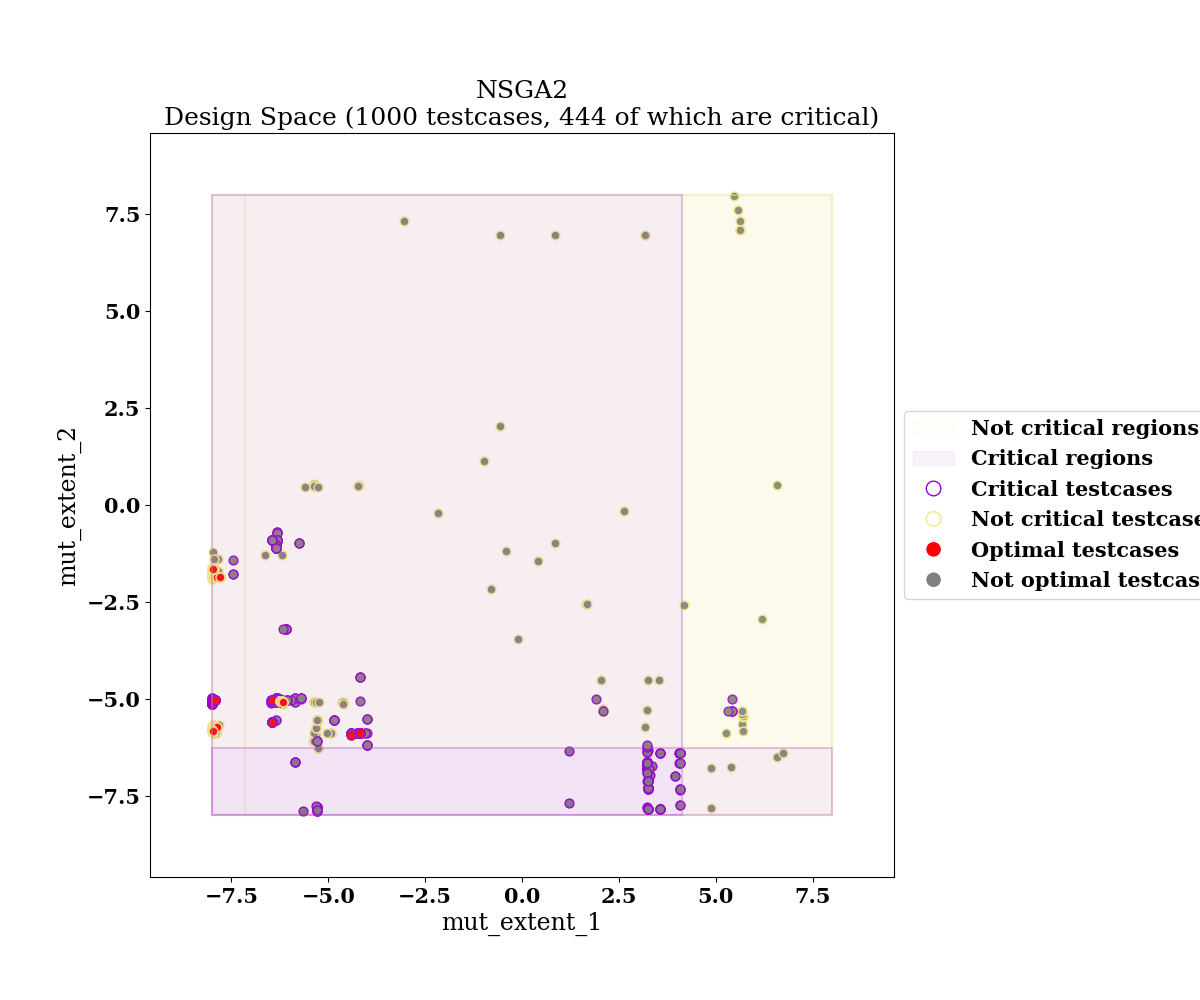 NSGA2
Design Space (1000 testcases, 444 of which are critical)
mut_extent_2
7.5
5.0
2.5
0.0
−2.5
−5.0
−7.5
−7.5
−5.0
−2.5
0.0
2.5
5.0
7.5
mut_extent_1
Not critical regions
Critical regions
Critical testcases
Not critical testcase
Optimal testcases
Not optimal testcas